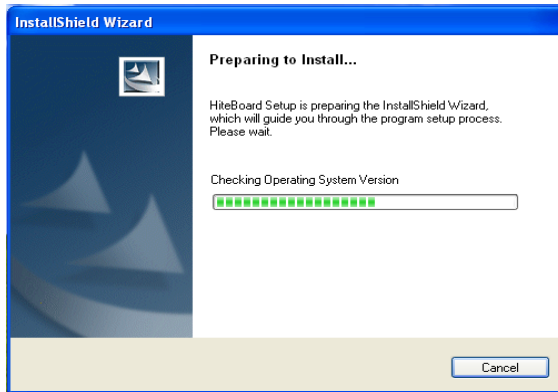 InstallShield Wizard
Preparing to Install...
HiteBoard Setup is preparing the InstallShield Wizard,
which will guide you through the program setup process.
Please wait.
Checking Operating System Version
Cancel